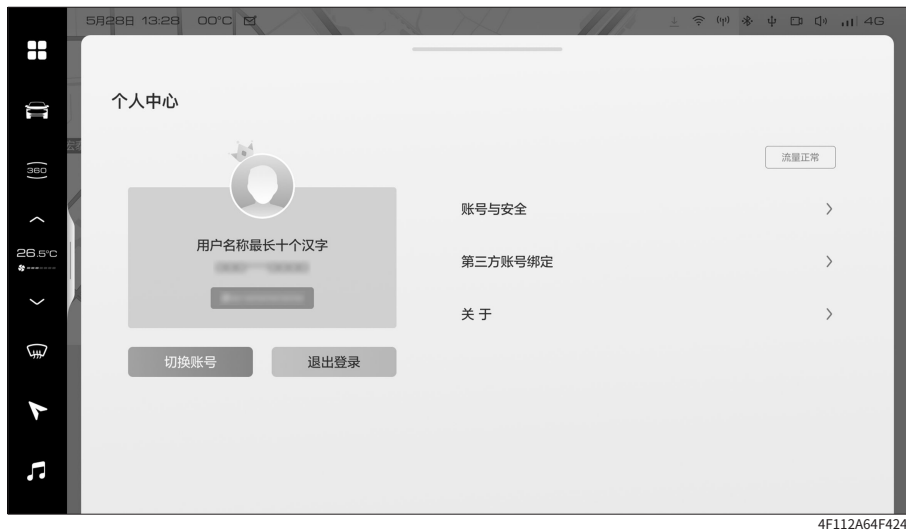 5月28日 13:28 00°C
4G
个人中心
360
流量正常
账号与安全
用户名称最长十个汉字
26.5°C
第三方账号绑定
关 于
切换账号
退出登录
4F112A64F424